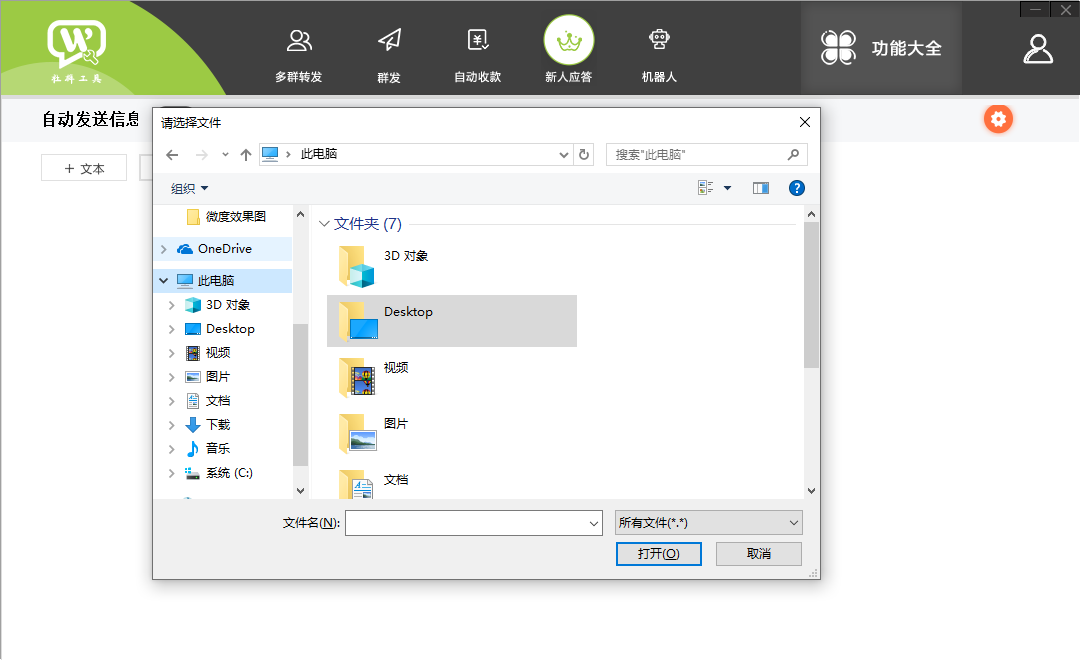 W
社群工具
多群转发
群发
自动收款
新人应答
机器人
功能大全
自动发送信息
+ 文本
请选择文件
此电脑
搜索"此电脑"
组织
微度效果图
OneDrive
此电脑
3D 对象
Desktop
视频
图片
文档
下载
音乐
系统 (C:)
文件夹 (7)
3D 对象
Desktop
视频
图片
文档
文件名(N):
所有文件(*.*)
打开(O)
取消